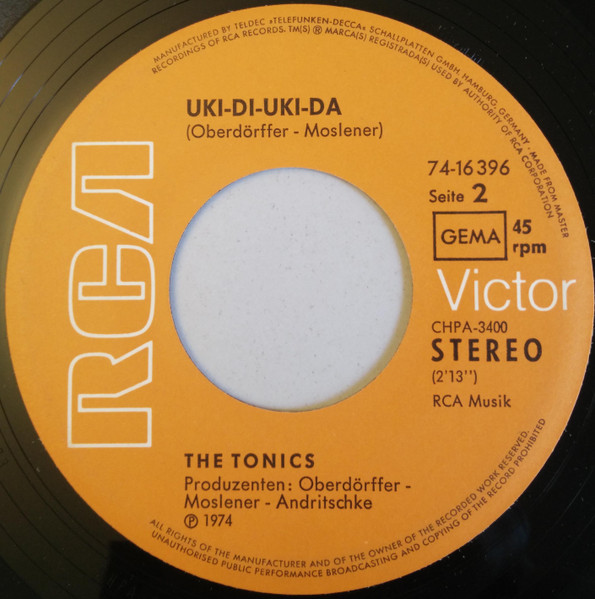 MANUFACTURED BY TELDEC »TELEFUNKEN-DECCA« SCHALLPLATTEN GMBH, HAMBURG, GERMANY - MADE FROM MASTER
RECORDINGS OF RCA RECORDS. TM(S) ® MARCA(S) REGISTRADA(S) USED BY AUTHORITY OF RCA CORPORATION
UKI-DI-UKI-DA
(Oberdörffer - Moslener)
74-16 396
Seite 2
GEMA
45
rpm
RCA
Victor
CHPA-3400
STEREO
(2'13'')
RCA Musik
THE TONICS
Produzenten: Oberdörffer -
Moslener - Andritschke
℗ 1974
ALL RIGHTS OF THE MANUFACTURER AND OF THE OWNER OF THE RECORDED WORK RESERVED.
UNAUTHORISED PUBLIC PERFORMANCE BROADCASTING AND COPYING OF THE RECORD PROHIBITED